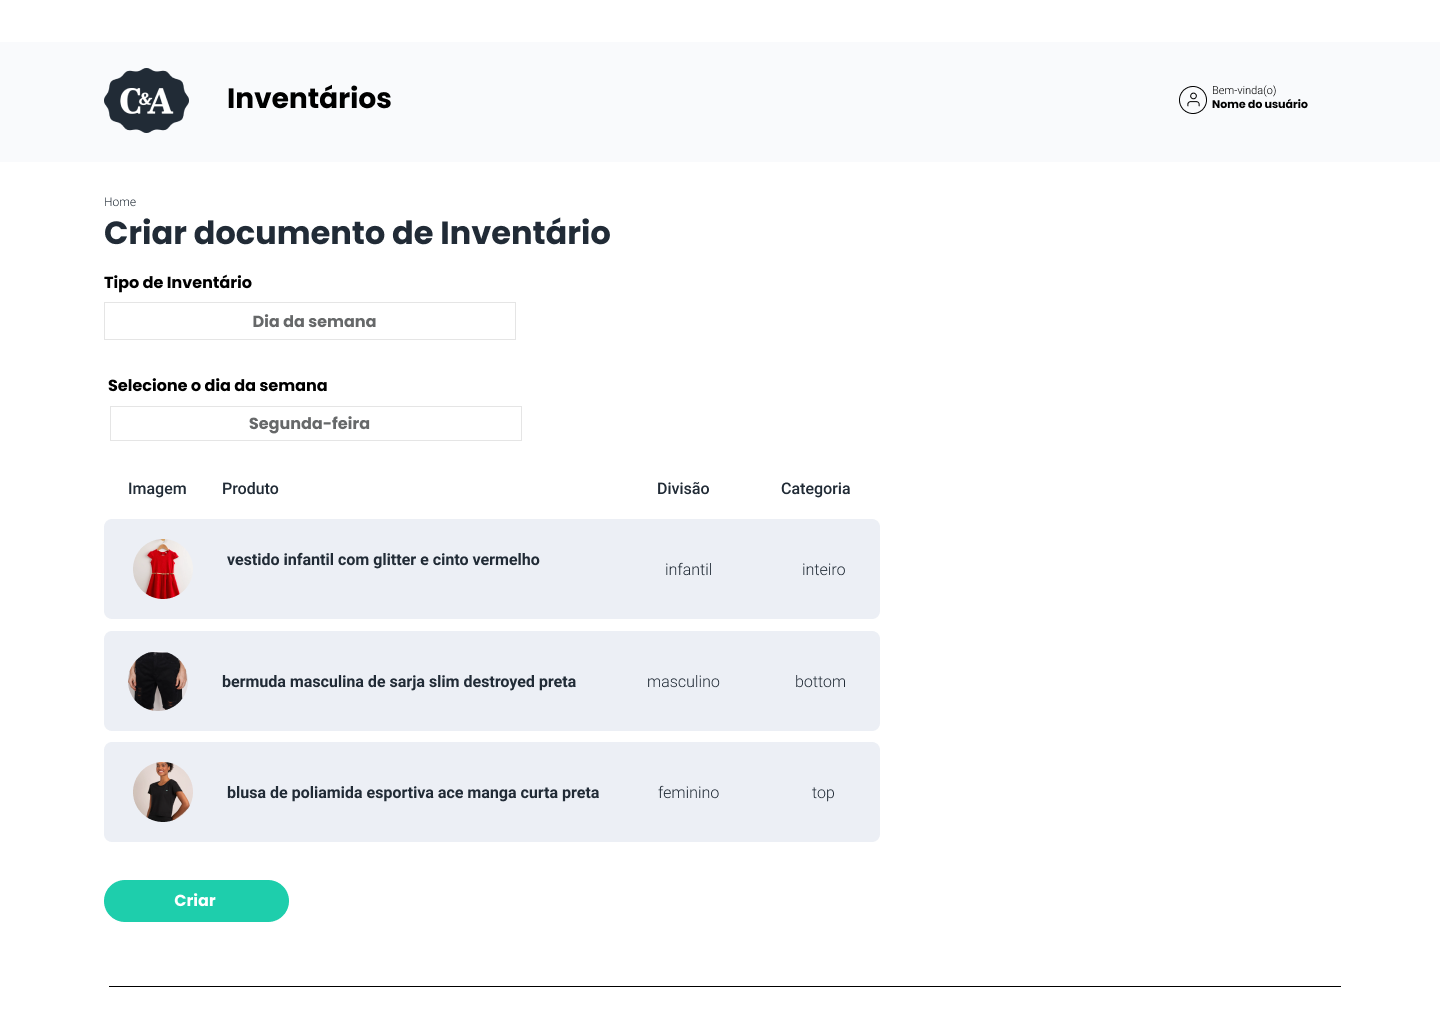 C&A
Inventários
Bem-vinda(o)
Nome do usuário
Home
Criar documento de Inventário
Tipo de Inventário
Dia da semana
Selecione o dia da semana
Segunda-feira
Imagem Produto Divisão Categoria
vestido infantil com glitter e cinto vermelho infantil inteiro
bermuda masculina de sarja slim destroyed preta masculino bottom
blusa de poliamida esportiva ace manga curta preta feminino top
Criar